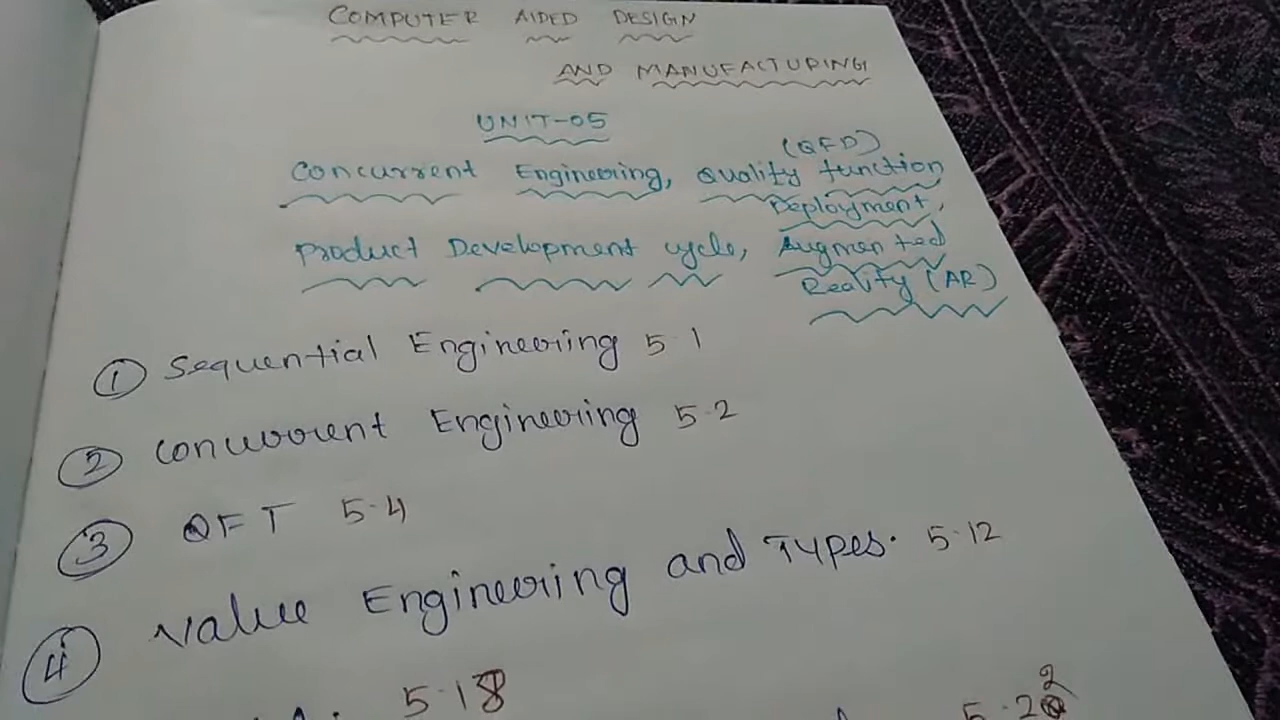 COMPUTER AIDED DESIGN
AND MANUFACTURING
UNIT-05
(QFD)
Concurrent Engineering, Quality function
Deployment,
Product Development cycle, Augmented
Reality (AR)
① Sequential Engineering 5.1
② Concurrent Engineering 5.2
③ QFT 5.4
④ Value Engineering and Types. 5.12
5.18
5.2 2